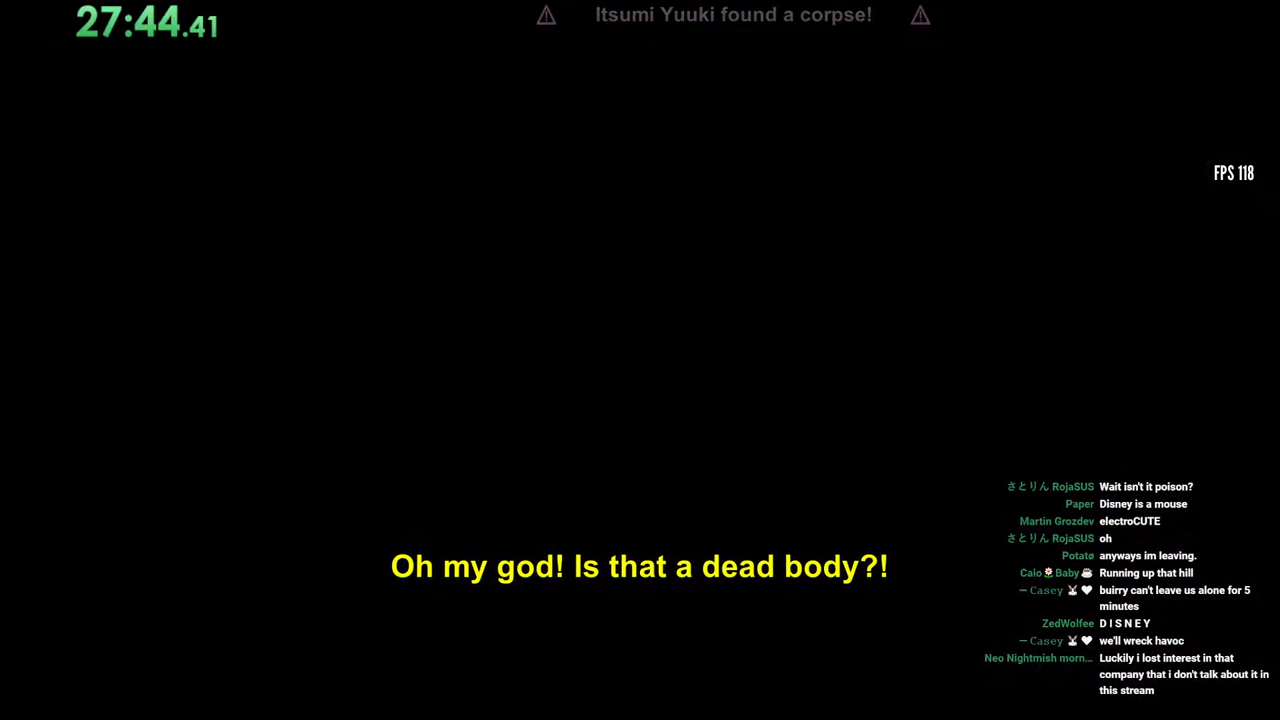 27:44.41
⚠ Itsumi Yuuki found a corpse! ⚠
FPS 118
さとりん RojaSUS Wait isn't it poison?
Paper Disney is a mouse
Martin Grozdev electroCUTE
さとりん RojaSUS oh
Potatø anyways im leaving.
Caio🌷Baby☕ Running up that hill
— Casey 🐰 ♥ buirry can't leave us alone for 5
minutes
ZedWolfee D I S N E Y
— Casey 🐰 ♥ we'll wreck havoc
Neo Nightmish morn... Luckily i lost interest in that
company that i don't talk about it in
this stream
Oh my god! Is that a dead body?!